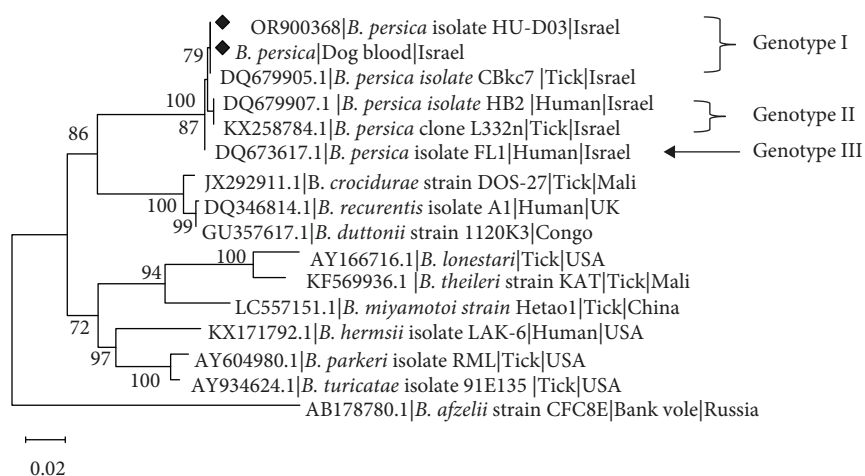 OR900368|B. persica isolate HU-D03|Israel
B. persica|Dog blood|Israel
79
Genotype I
DQ679905.1|B. persica isolate CBkc7 |Tick|Israel
100
DQ679907.1 |B. persica isolate HB2 |Human|Israel
Genotype II
87
KX258784.1|B. persica clone L332n|Tick|Israel
86
DQ673617.1|B. persica isolate FL1|Human|Israel
Genotype III
JX292911.1|B. crocidurae strain DOS-27|Tick|Mali
100
DQ346814.1|B. recurentis isolate A1|Human|UK
99
GU357617.1|B. duttonii strain 1120K3|Congo
100
AY166716.1|B. lonestari|Tick|USA
94
KF569936.1 |B. theileri strain KAT|Tick|Mali
LC557151.1|B. miyamotoi strain Hetao1|Tick|China
72
KX171792.1|B. hermsii isolate LAK-6|Human|USA
97
AY604980.1|B. parkeri isolate RML|Tick|USA
100
AY934624.1|B. turicatae isolate 91E135 |Tick|USA
AB178780.1|B. afzelii strain CFC8E|Bank vole|Russia
0.02